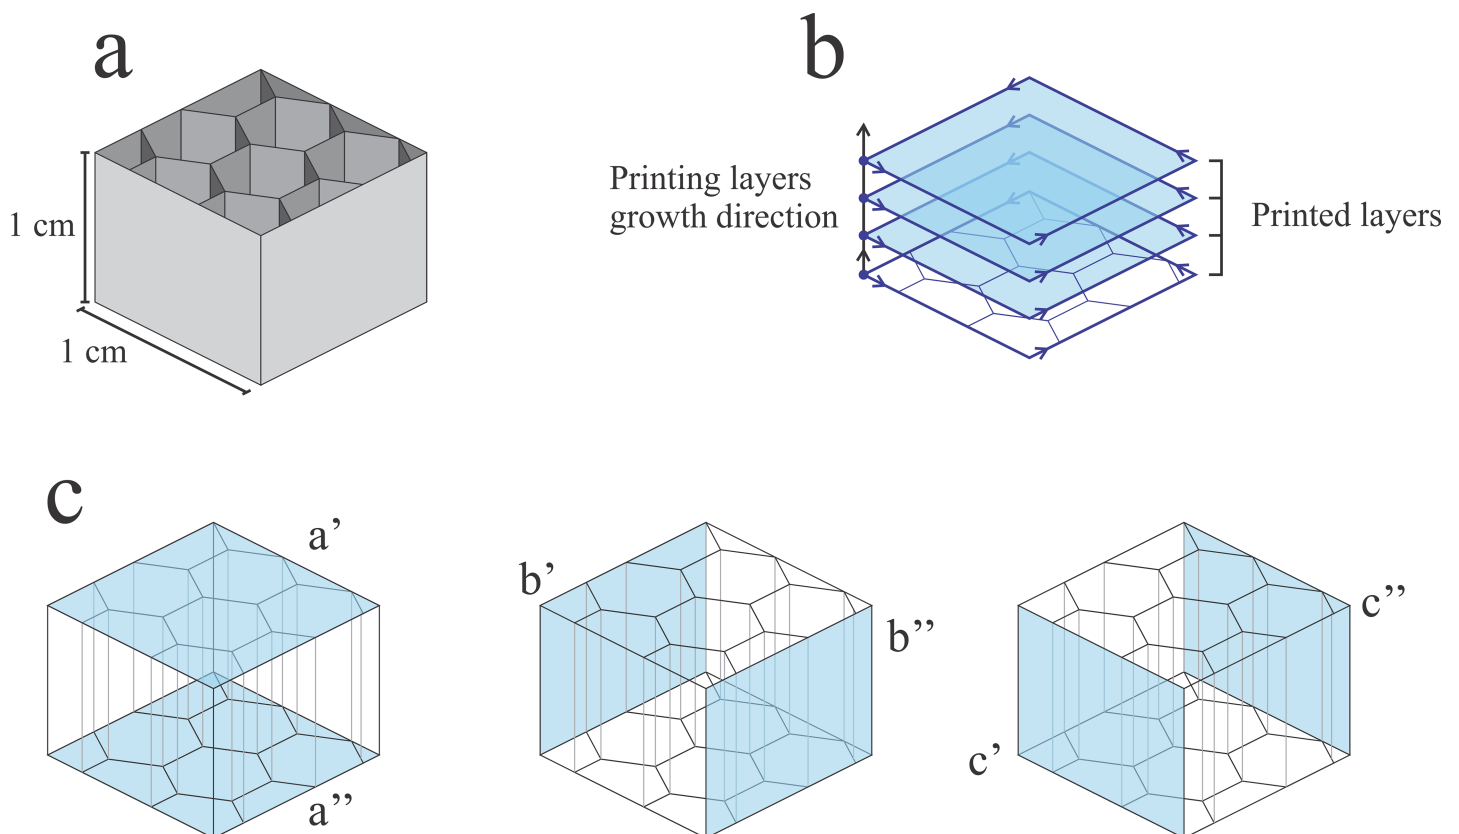 a
b
1 cm
1 cm
Printing layers
growth direction
Printed layers
c
a’
a’’
b’
b’’
c’
c’’